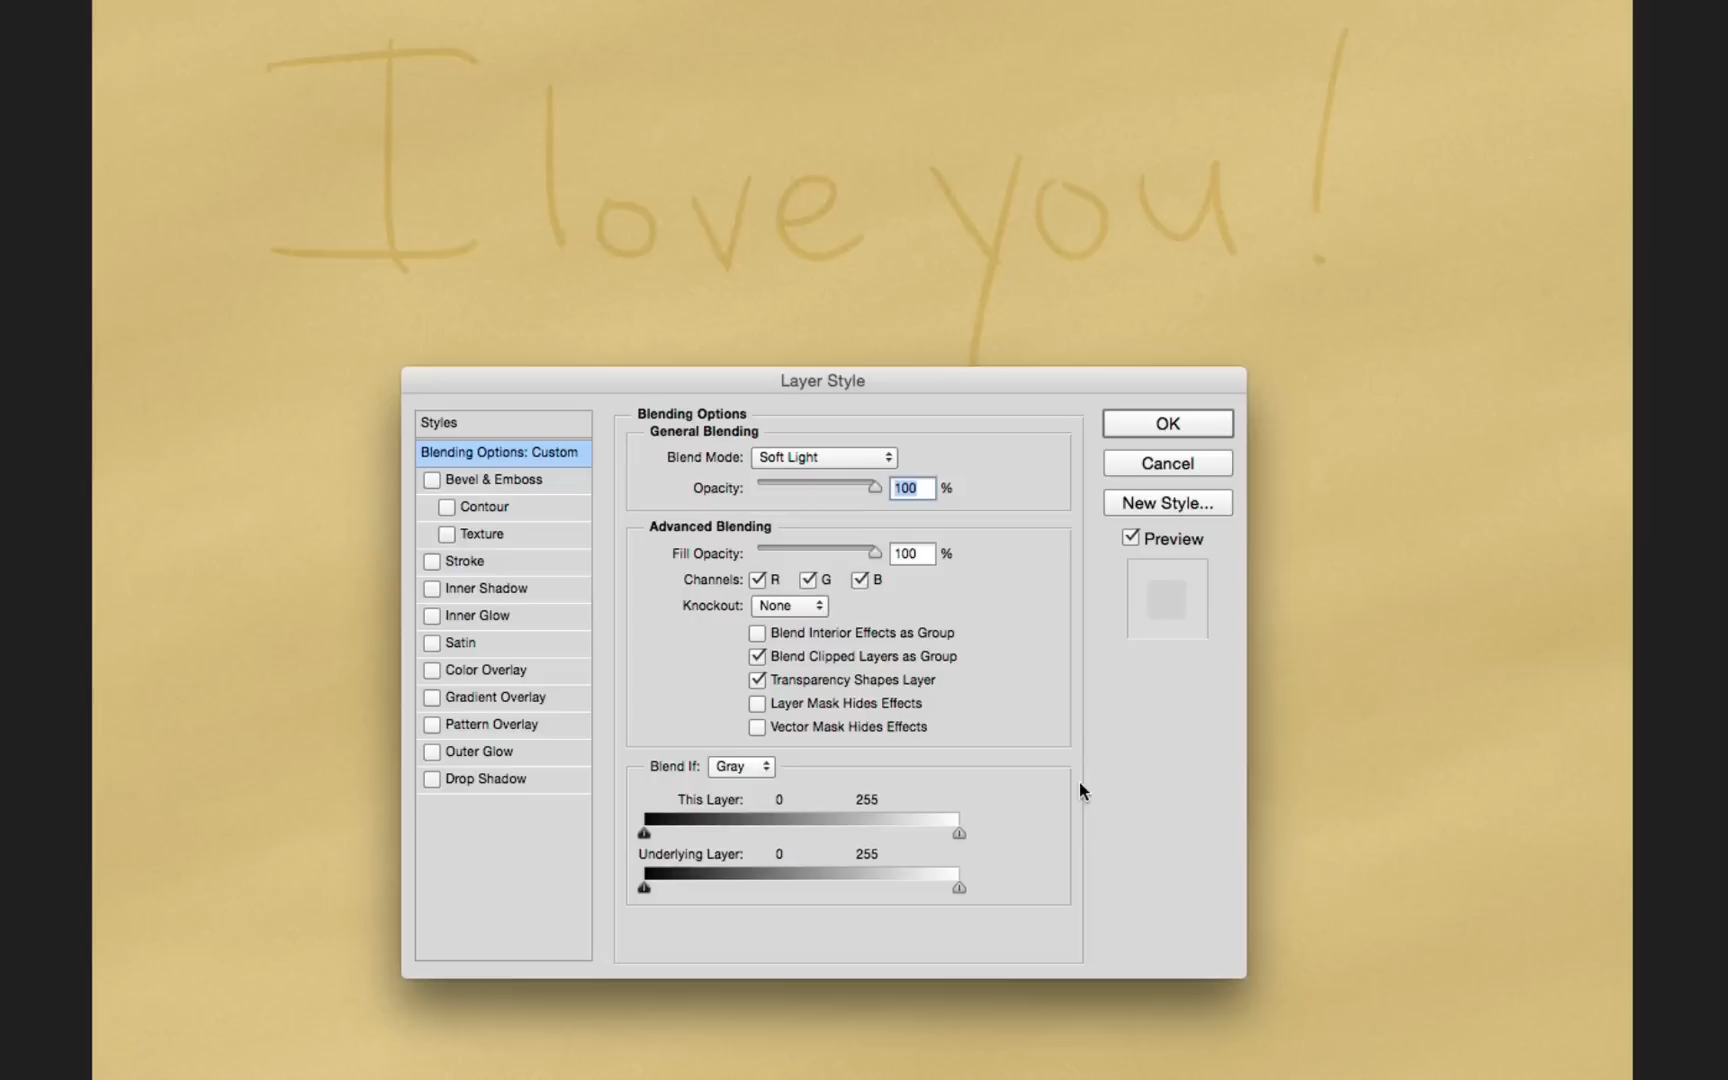 I love you!
Layer Style
Styles
Blending Options: Custom
Bevel & Emboss
Contour
Texture
Stroke
Inner Shadow
Inner Glow
Satin
Color Overlay
Gradient Overlay
Pattern Overlay
Outer Glow
Drop Shadow
Blending Options
General Blending
Blend Mode: Soft Light
Opacity: 100 %
Advanced Blending
Fill Opacity: 100 %
Channels: R G B
Knockout: None
Blend Interior Effects as Group
Blend Clipped Layers as Group
Transparency Shapes Layer
Layer Mask Hides Effects
Vector Mask Hides Effects
Blend If: Gray
This Layer: 0 255
Underlying Layer: 0 255
OK
Cancel
New Style...
Preview